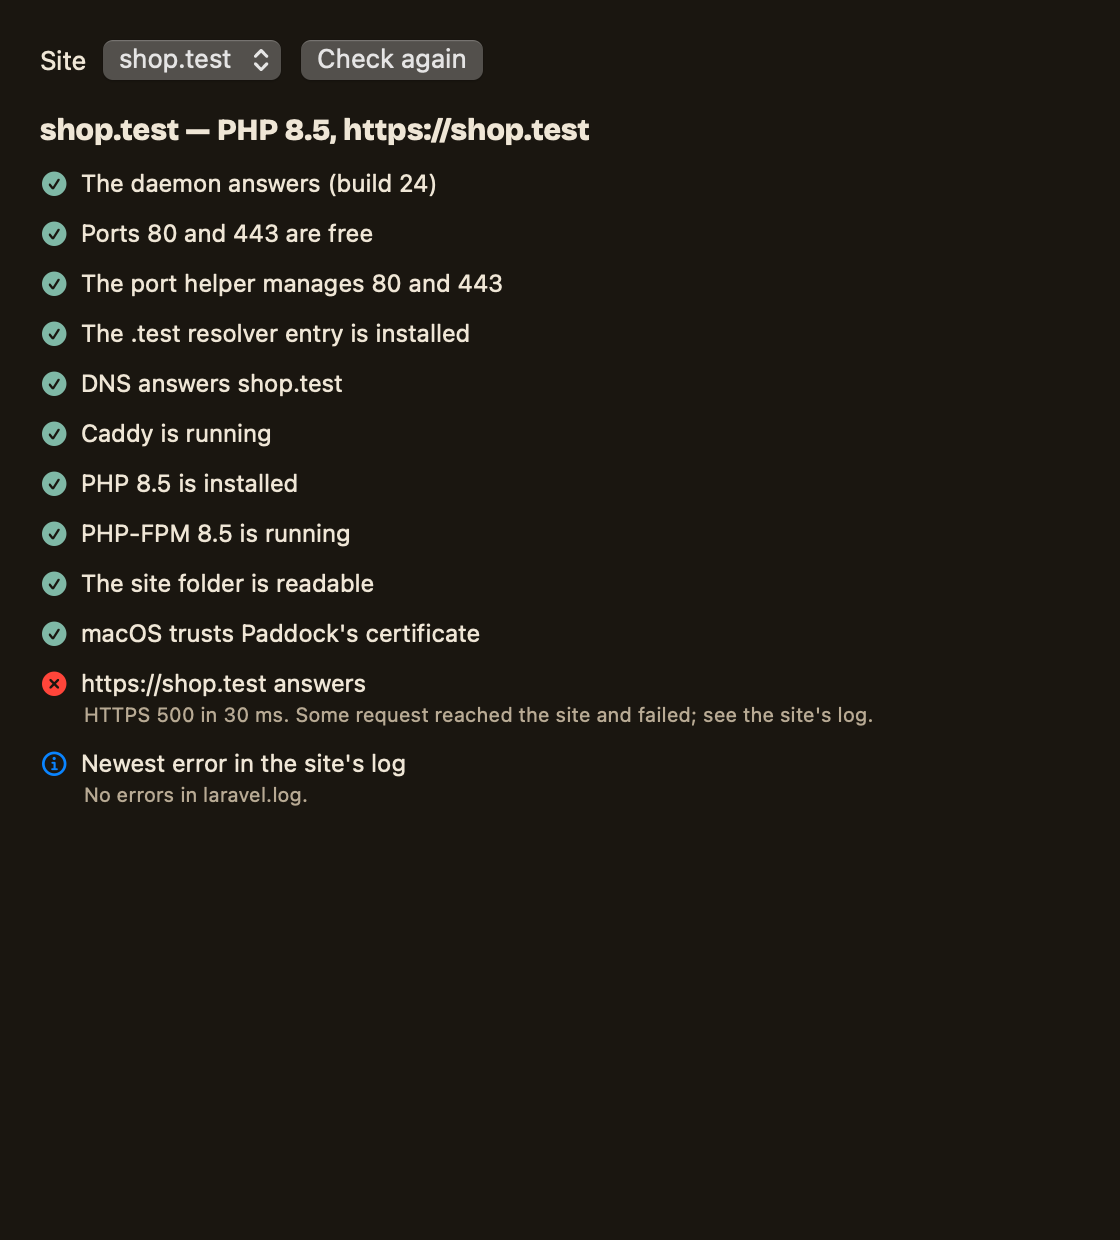 Site shop.test Check again
shop.test — PHP 8.5, https://shop.test
The daemon answers (build 24)
Ports 80 and 443 are free
The port helper manages 80 and 443
The .test resolver entry is installed
DNS answers shop.test
Caddy is running
PHP 8.5 is installed
PHP-FPM 8.5 is running
The site folder is readable
macOS trusts Paddock's certificate
https://shop.test answers
HTTPS 500 in 30 ms. Some request reached the site and failed; see the site's log.
Newest error in the site's log
No errors in laravel.log.